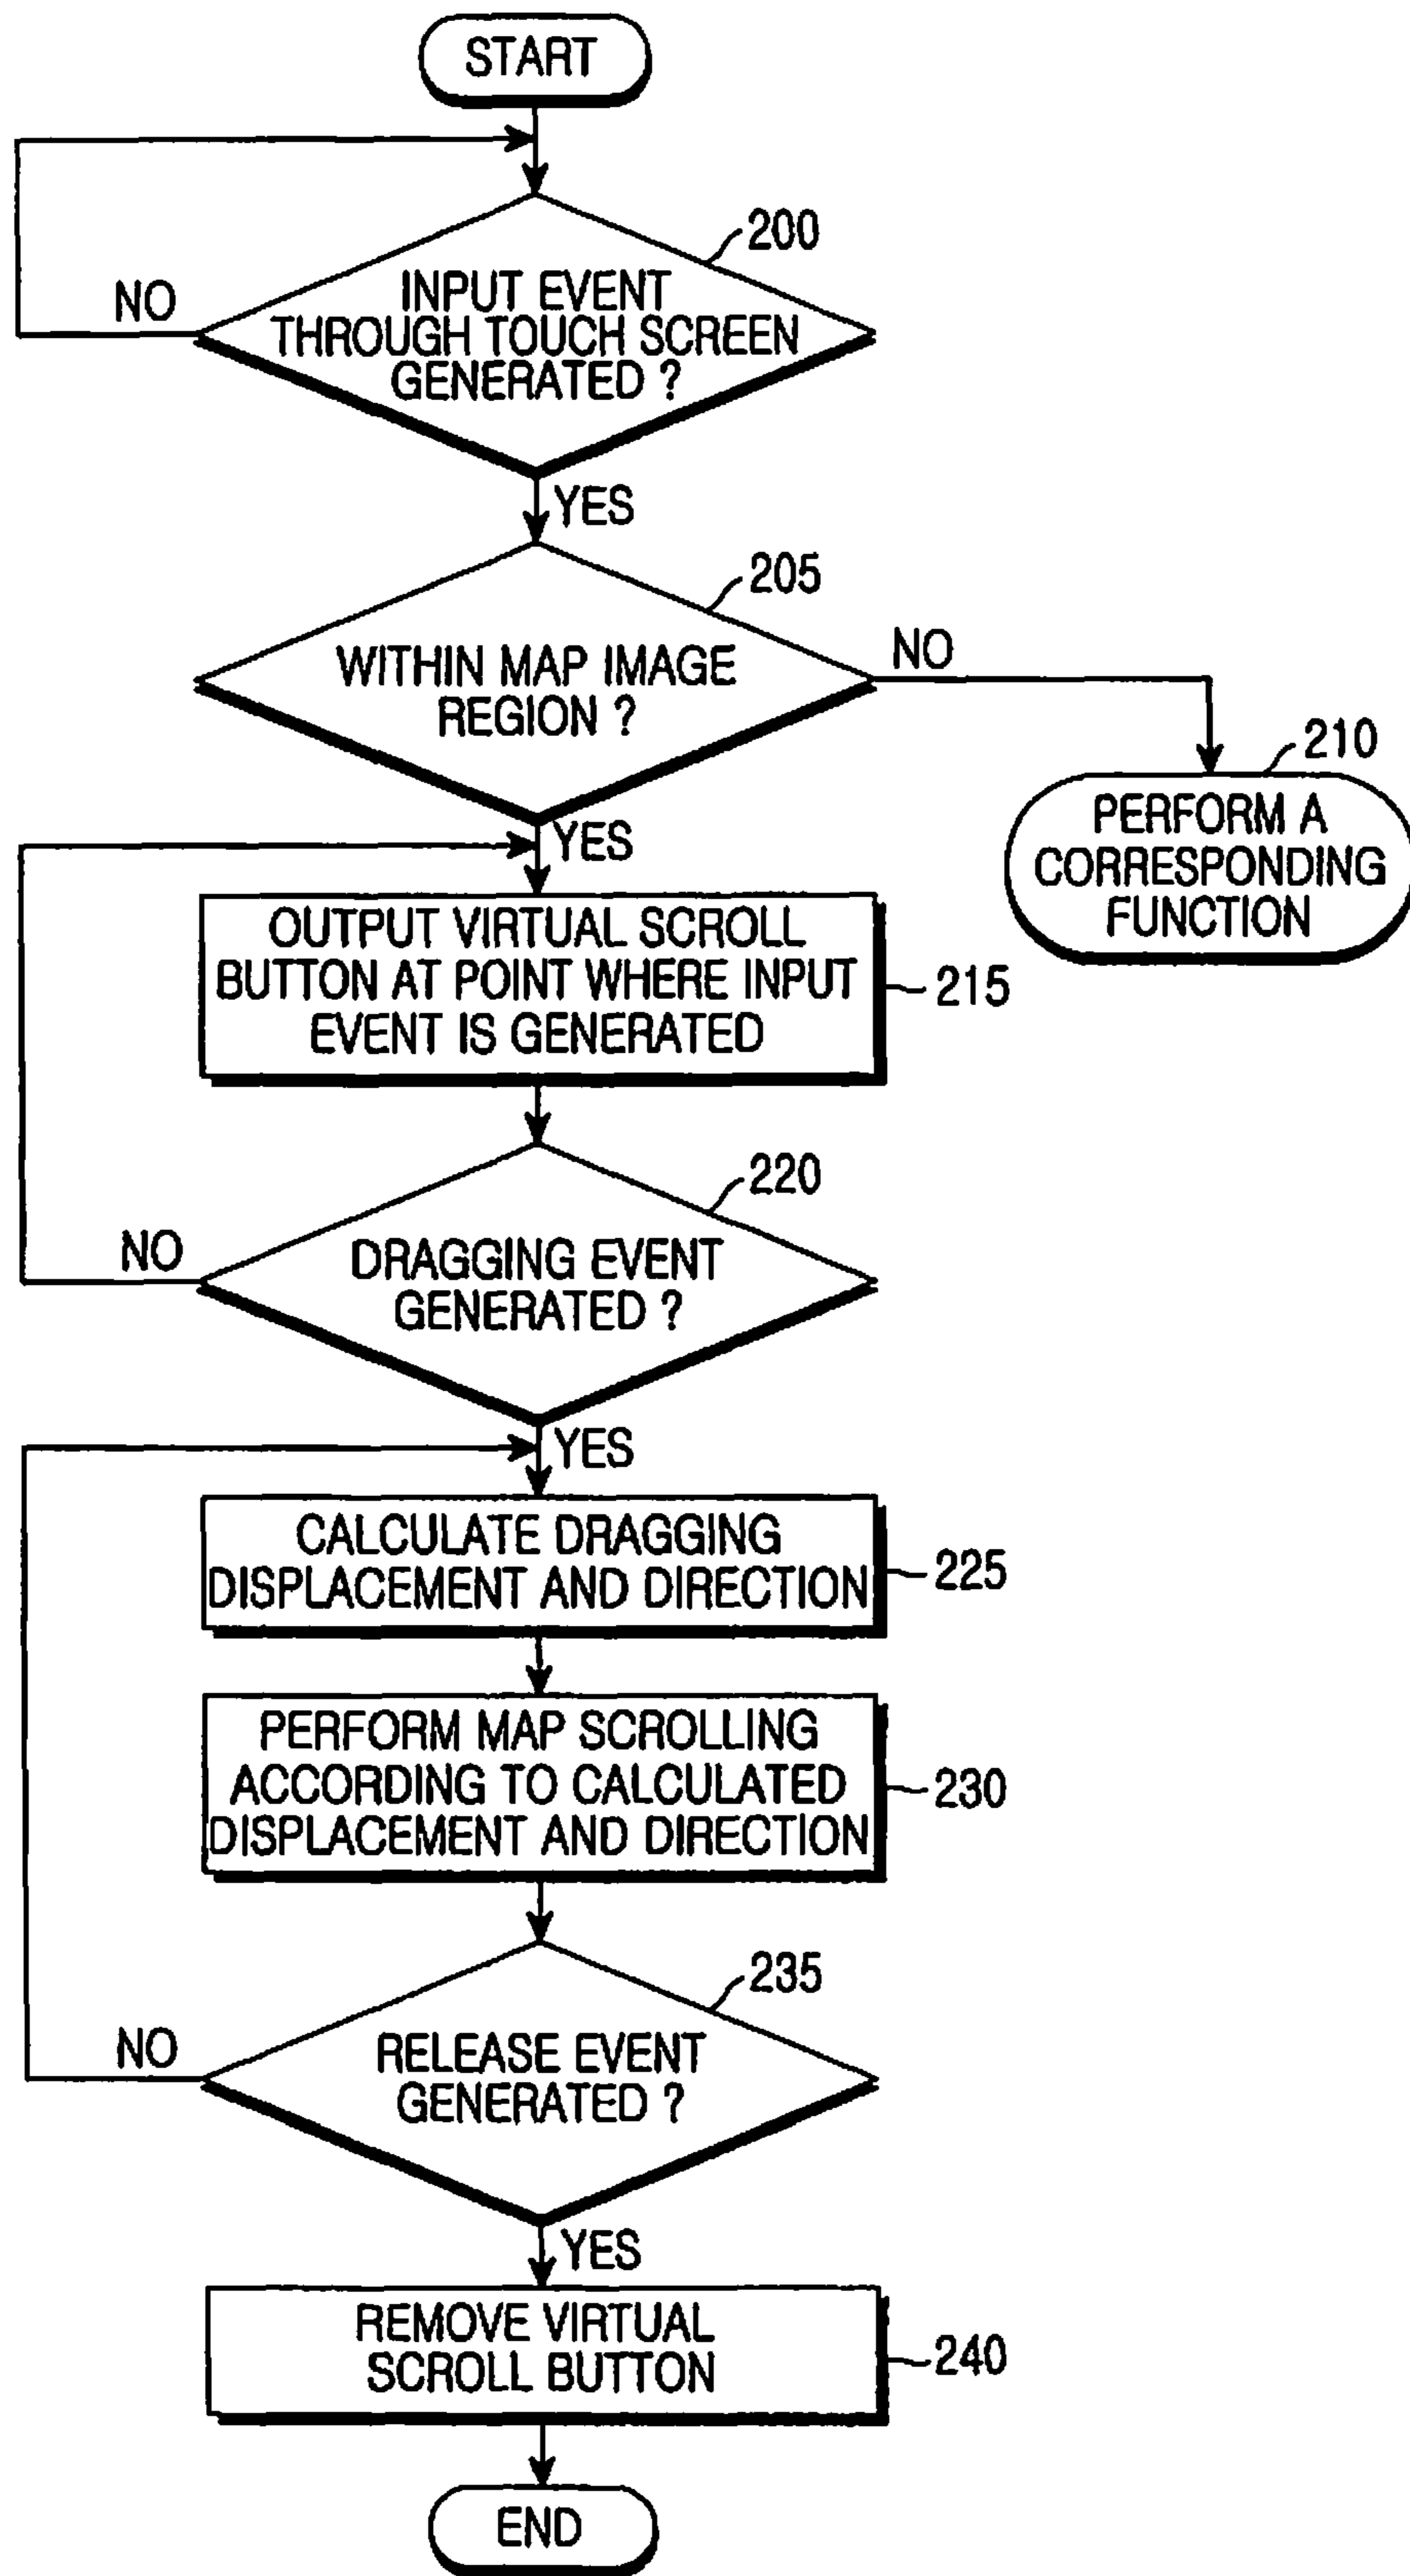 START
200
INPUT EVENT
THROUGH TOUCH SCREEN
GENERATED ?
NO
YES
205
WITHIN MAP IMAGE
REGION ?
NO
210
PERFORM A
CORRESPONDING
FUNCTION
YES
OUTPUT VIRTUAL SCROLL
BUTTON AT POINT WHERE INPUT
EVENT IS GENERATED
215
220
DRAGGING EVENT
GENERATED ?
NO
YES
CALCULATE DRAGGING
DISPLACEMENT AND DIRECTION
225
PERFORM MAP SCROLLING
ACCORDING TO CALCULATED
DISPLACEMENT AND DIRECTION
230
235
RELEASE EVENT
GENERATED ?
NO
YES
REMOVE VIRTUAL
SCROLL BUTTON
240
END